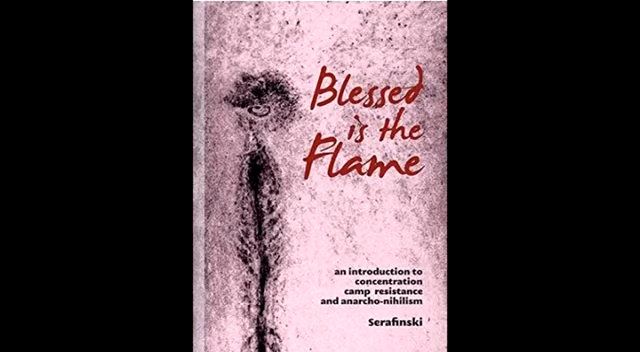 Blessed
is the
Flame
an introduction to
concentration
camp resistance
and anarcho-nihilism
Serafinski